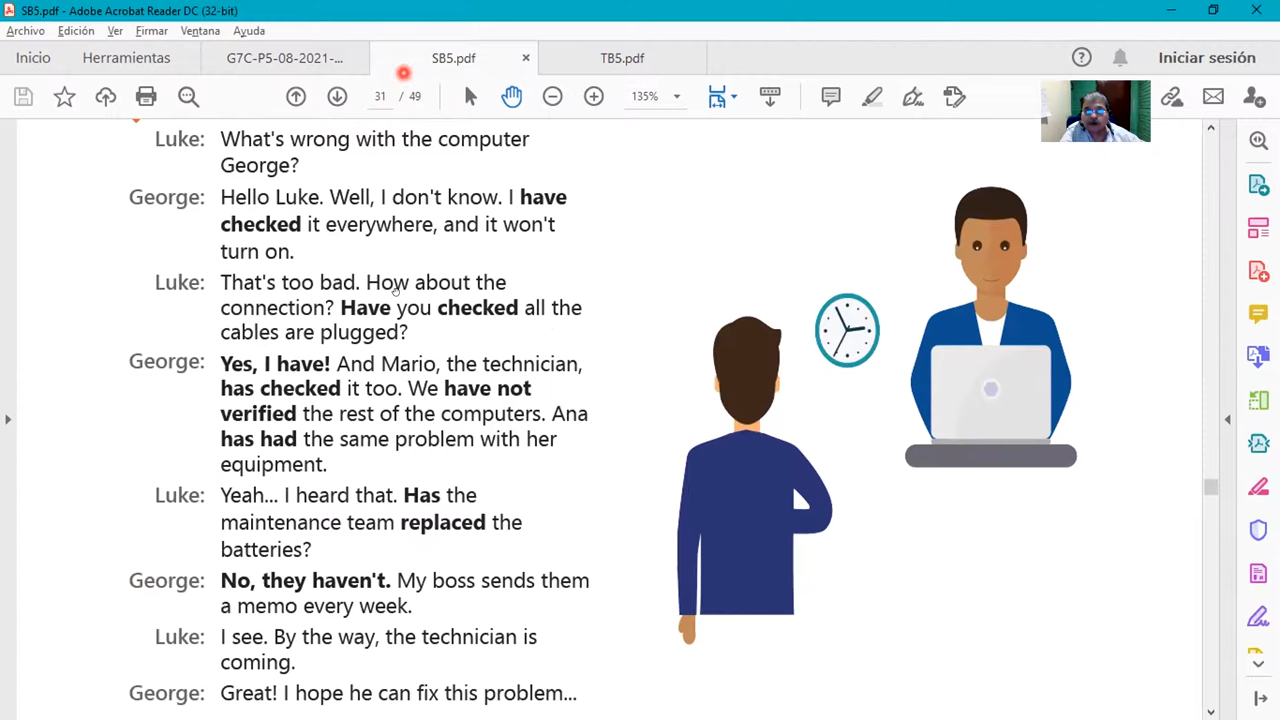 SB5.pdf - Adobe Acrobat Reader DC (32-bit)
Archivo Edición Ver Firmar Ventana Ayuda
Inicio Herramientas G7C-P5-08-2021-... SB5.pdf × TB5.pdf Iniciar sesión
31 / 49 135%
Luke: What's wrong with the computer
George?
George: Hello Luke. Well, I don't know. I have
checked it everywhere, and it won't
turn on.
Luke: That's too bad. How about the
connection? Have you checked all the
cables are plugged?
George: Yes, I have! And Mario, the technician,
has checked it too. We have not
verified the rest of the computers. Ana
has had the same problem with her
equipment.
Luke: Yeah... I heard that. Has the
maintenance team replaced the
batteries?
George: No, they haven't. My boss sends them
a memo every week.
Luke: I see. By the way, the technician is
coming.
George: Great! I hope he can fix this problem...